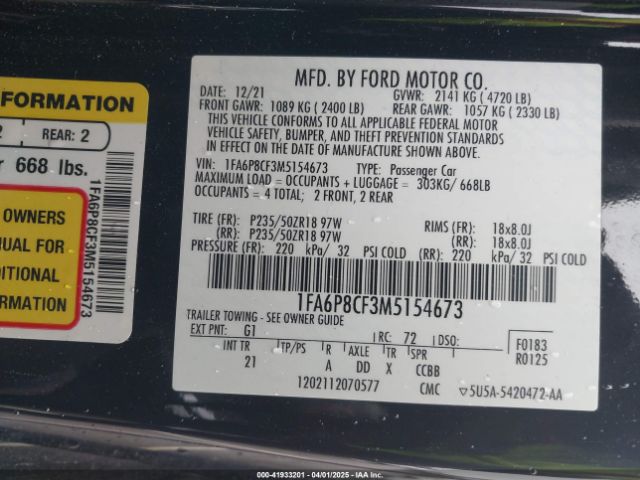 FORMATION
2 REAR: 2
r 668 lbs.
OWNERS
NUAL FOR
DITIONAL
ORMATION
1FA6P8CF3M5154673
MFD. BY FORD MOTOR CO.
12/21 GVWR: 2141 KG ( 4720 LB)
FRONT GAWR: 1089 KG ( 2400 LB) REAR GAWR: 1057 KG ( 2330 LB)
THIS VEHICLE CONFORMS TO ALL APPLICABLE FEDERAL MOTOR
VEHICLE SAFETY, BUMPER, AND THEFT PREVENTION STANDARDS
IN EFFECT ON THE DATE OF MANUFACTURE SHOWN ABOVE.
VIN: 1FA6P8CF3M5154673 TYPE: Passenger Car
MAXIMUM LOAD = OCCUPANTS + LUGGAGE = 303KG/ 668LB
OCCUPANTS = 4 TOTAL; 2 FRONT, 2 REAR
TIRE (FR): P235/50ZR18 97W RIMS (FR): 18x8.0J
(RR): P235/50ZR18 97W (RR): 18x8.0J
PRESSURE (FR): 220 kPa/ 32 PSI COLD (RR): 220 kPa/ 32 PSI COLD
1FA6P8CF3M5154673
TRAILER TOWING - SEE OWNER GUIDE
EXT PNT: G1 RC: 72 DSO: F0183
R0125
INT TR TP/PS R AXLE TR SPR
21 A DD X CCBB
1202112070577 CMC ▽5U5A-5420472-AA
000-41933201 - 04/01/2025 - IAAI.COM